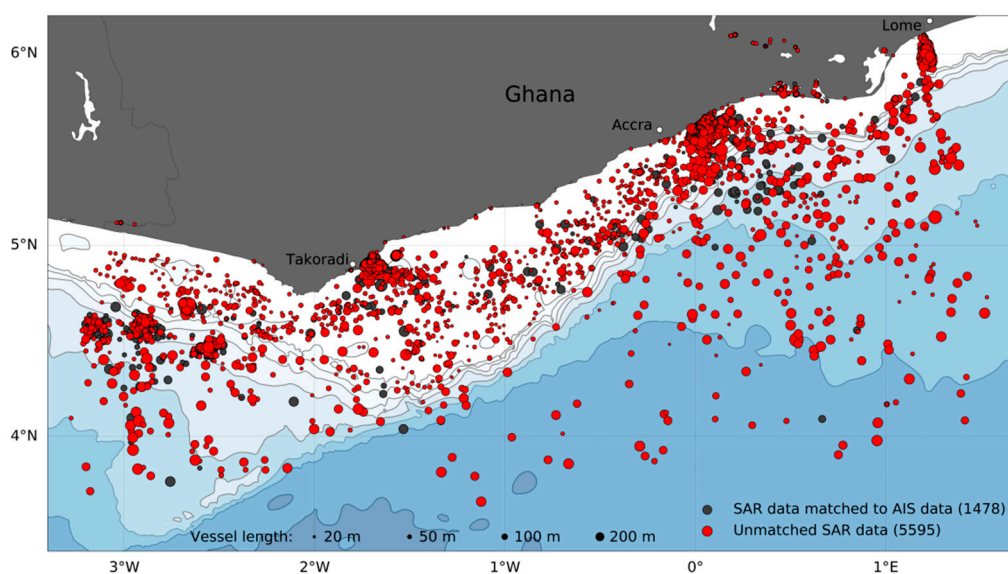 Lome
6°N
Ghana
Accra
5°N
Takoradi
4°N
SAR data matched to AIS data (1478)
Vessel length: 20 m 50 m 100 m 200 m
Unmatched SAR data (5595)
3°W 2°W 1°W 0° 1°E